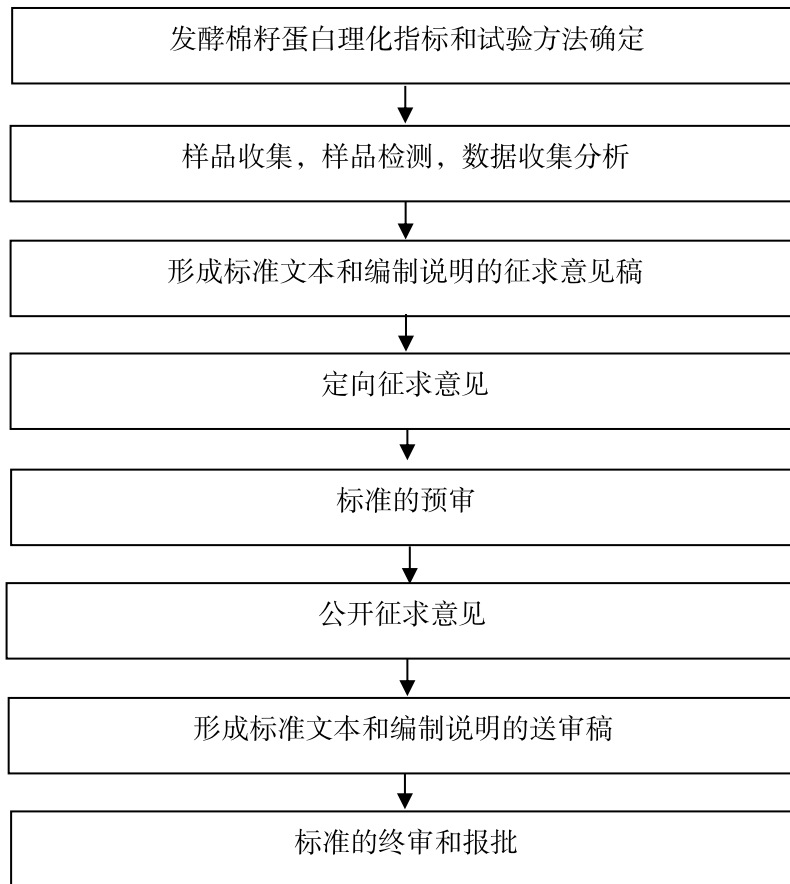 发酵棉籽蛋白理化指标和试验方法确定
样品收集，样品检测，数据收集分析
形成标准文本和编制说明的征求意见稿
定向征求意见
标准的预审
公开征求意见
形成标准文本和编制说明的送审稿
标准的终审和报批